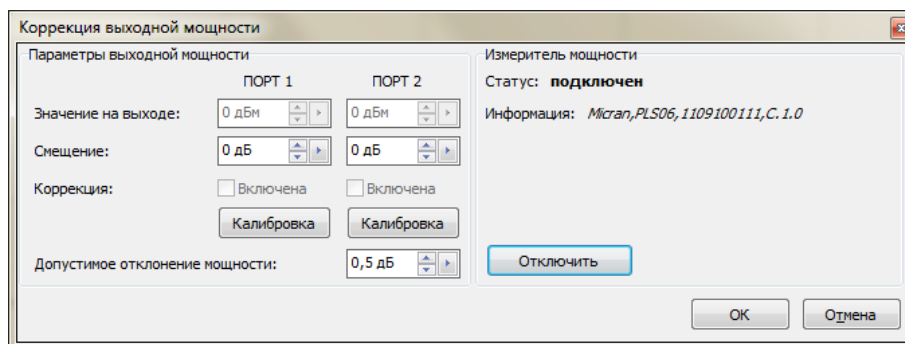 Коррекция выходной мощности
Параметры выходной мощности
ПОРТ 1 ПОРТ 2
Значение на выходе: 0 дБм 0 дБм
Смещение: 0 дБ 0 дБ
Коррекция: Включена Включена
Калибровка Калибровка
Допустимое отклонение мощности: 0,5 дБ
Измеритель мощности
Статус: подключен
Информация: Micran,PLS06,1109100111,C.1.0
Отключить
ОК Отмена